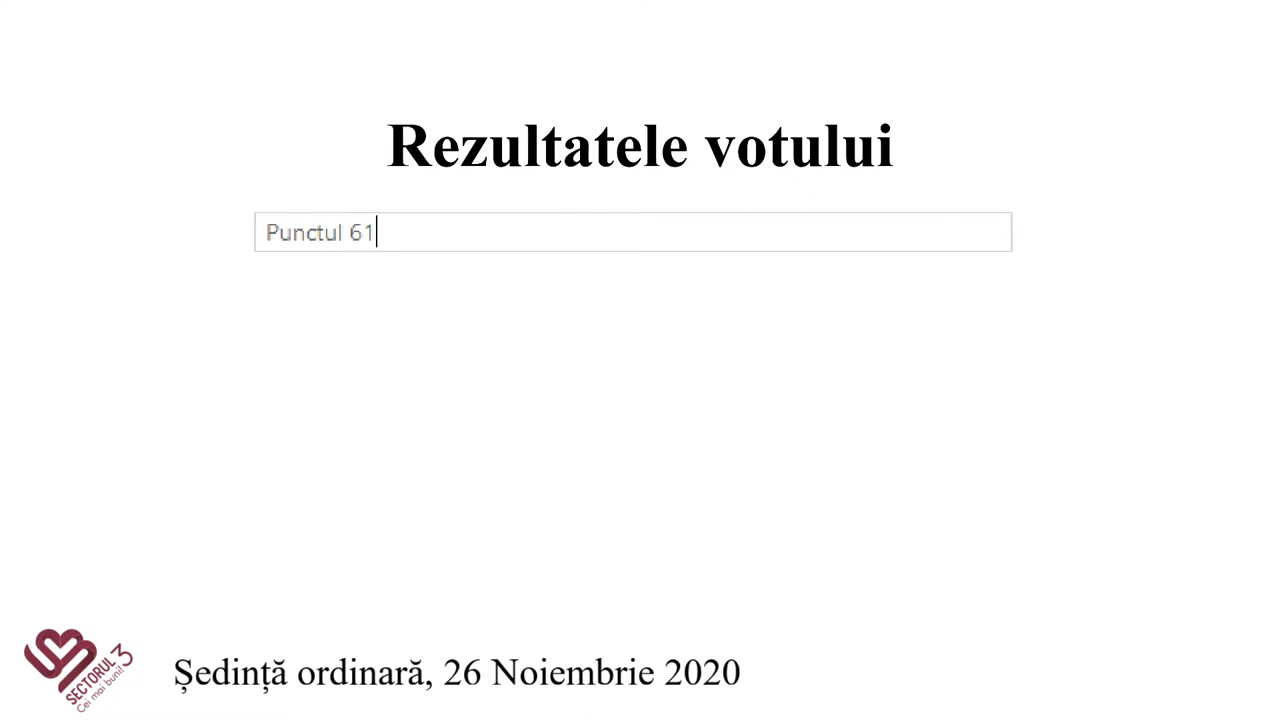 Rezultatele votului
Punctul 61
SECTORUL 3
Cei mai buni!
Ședință ordinară, 26 Noiembrie 2020